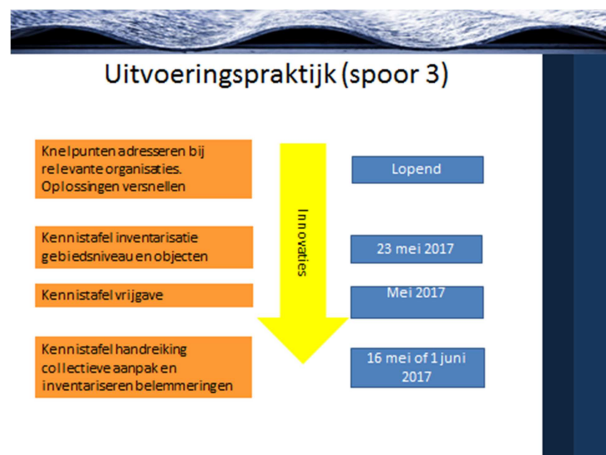 Uitvoeringspraktijk (spoor 3)
Knelpunten adresseren bij
relevante organisaties.
Oplossingen versnellen
Lopend
Innovaties
Kennistafel inventarisatie
gebiedsniveau en objecten
23 mei 2017
Kennistafel vrijgave
Mei 2017
Kennistafel handreiking
collectieve aanpak en
inventariseren belemmeringen
16 mei of 1 juni
2017